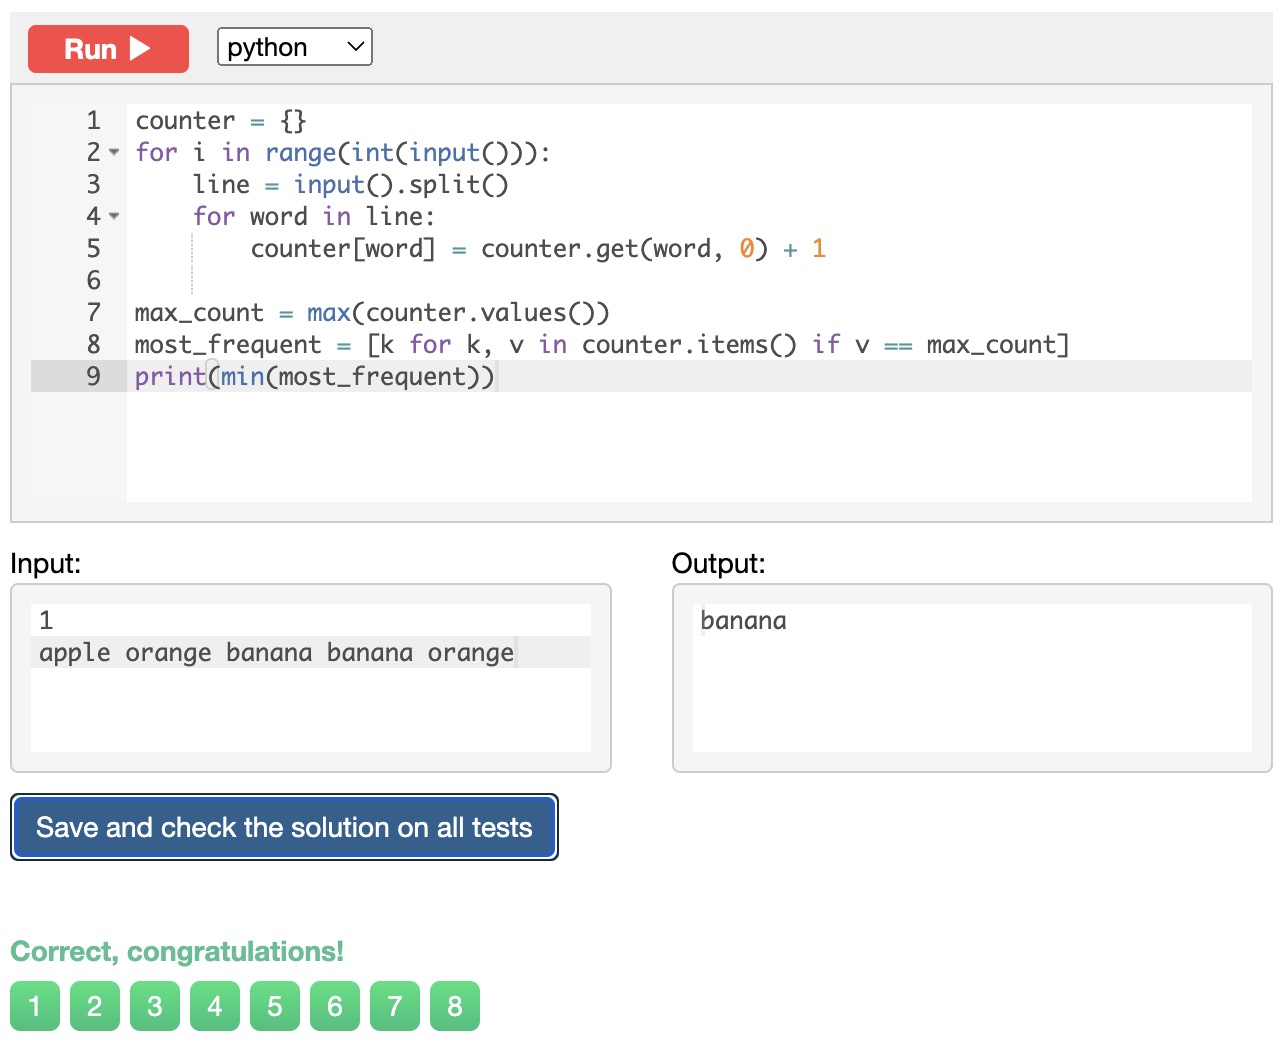 Run
python
1 counter = {}
2 for i in range(int(input())):
3     line = input().split()
4     for word in line:
5         counter[word] = counter.get(word, 0) + 1
6
7 max_count = max(counter.values())
8 most_frequent = [k for k, v in counter.items() if v == max_count]
9 print(min(most_frequent))
Input:
1
apple orange banana banana orange
Output:
banana
Save and check the solution on all tests
Correct, congratulations!
1 2 3 4 5 6 7 8